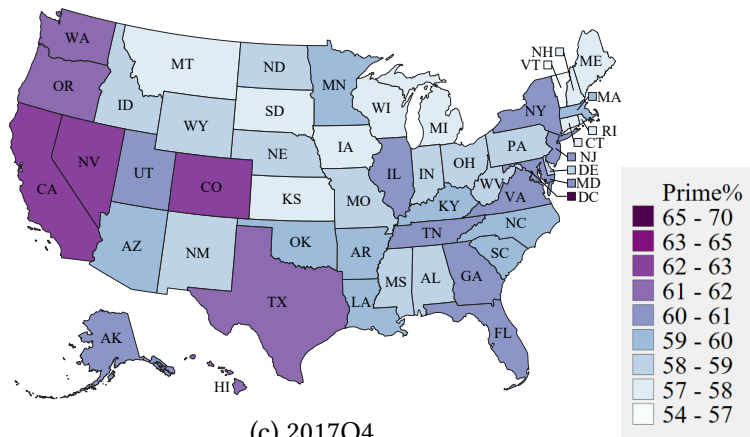 WA
MT
ND
MN
OR
ID
WY
SD
WI
MI
NH
VT
ME
MA
NY
RI
CT
NJ
DE
MD
DC
NV
UT
CO
NE
IA
IL
IN
OH
PA
CA
KS
MO
KY
WV
VA
AZ
NM
OK
AR
TN
NC
SC
TX
LA
MS
AL
GA
FL
AK
HI
(c) 2017Q4
Prime%
65 - 70
63 - 65
62 - 63
61 - 62
60 - 61
59 - 60
58 - 59
57 - 58
54 - 57